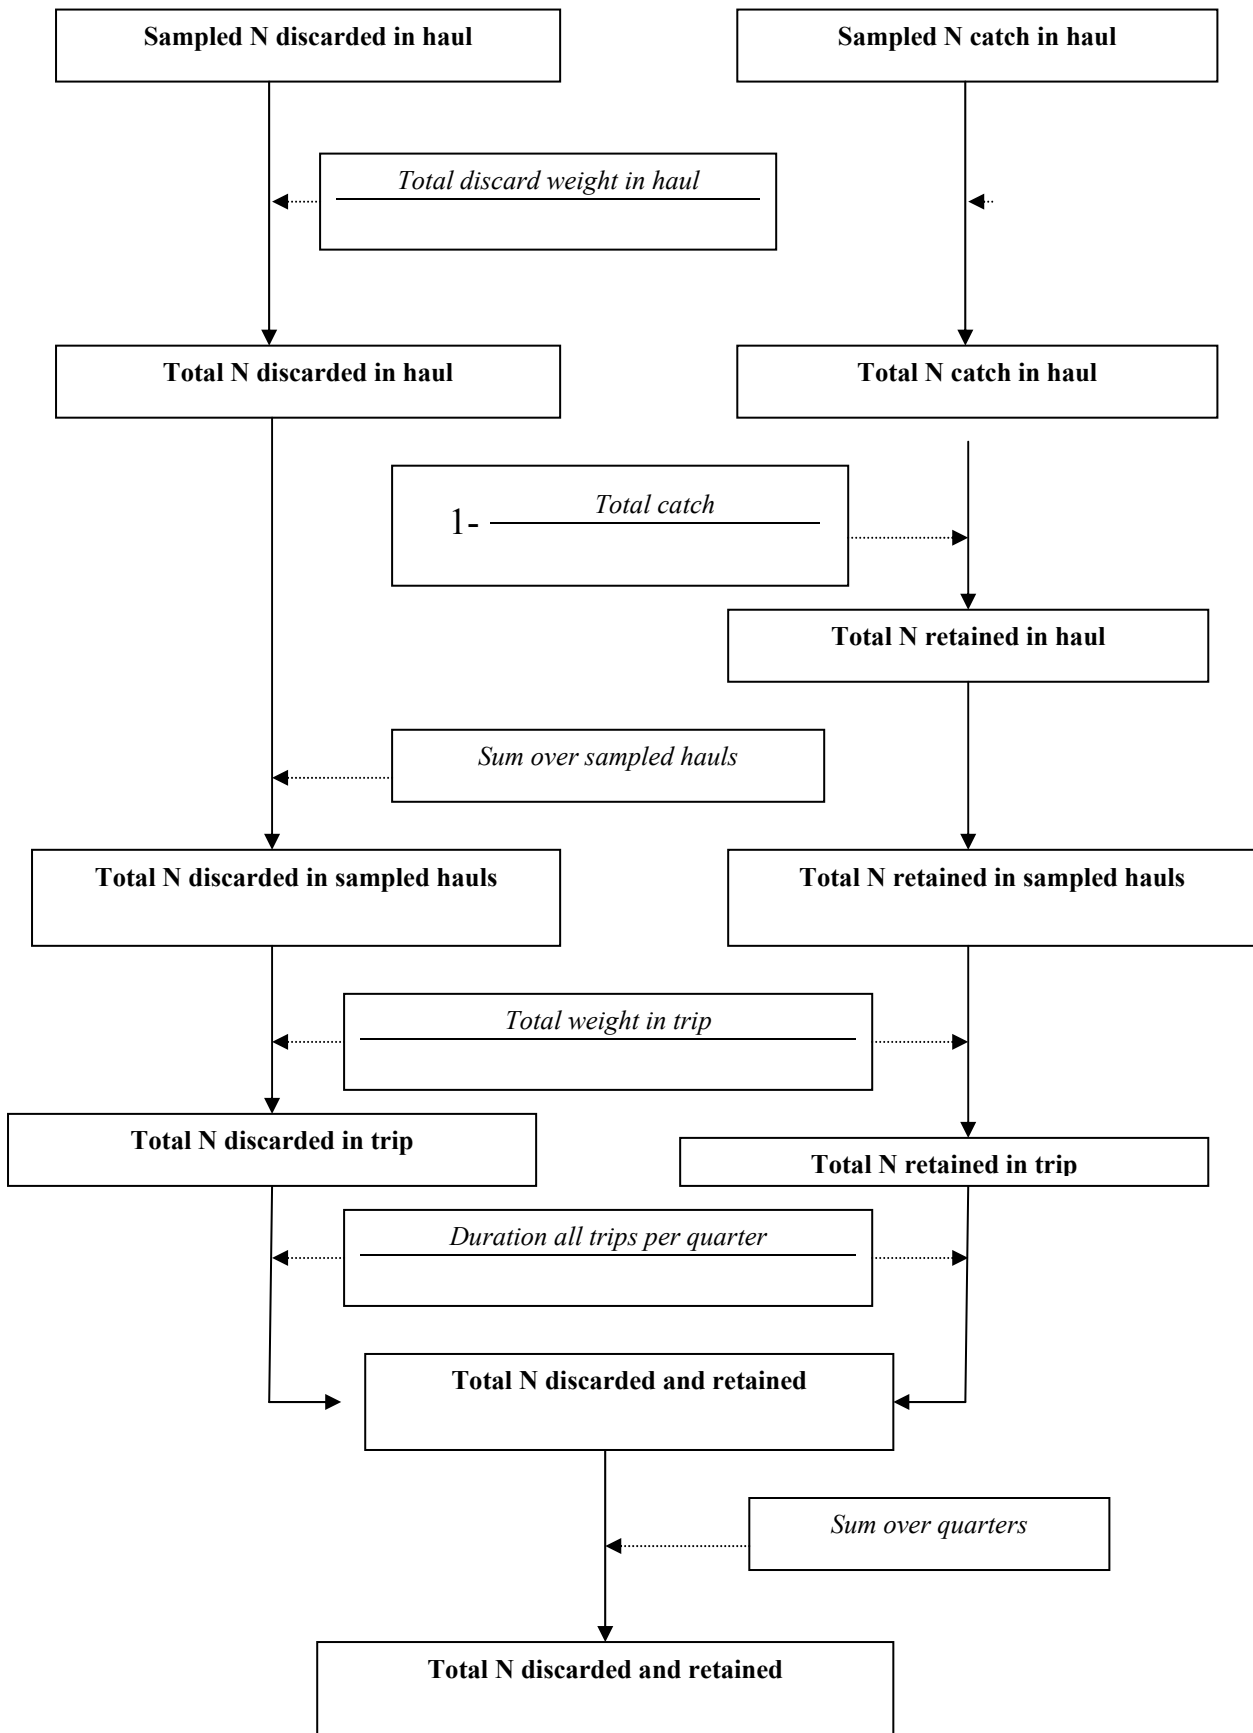 Sampled N discarded in haul
Sampled N catch in haul
Total discard weight in haul
Total N discarded in haul
Total N catch in haul
1-
Total catch
Total N retained in haul
Sum over sampled hauls
Total N discarded in sampled hauls
Total N retained in sampled hauls
Total weight in trip
Total N discarded in trip
Total N retained in trip
Duration all trips per quarter
Total N discarded and retained
Sum over quarters
Total N discarded and retained